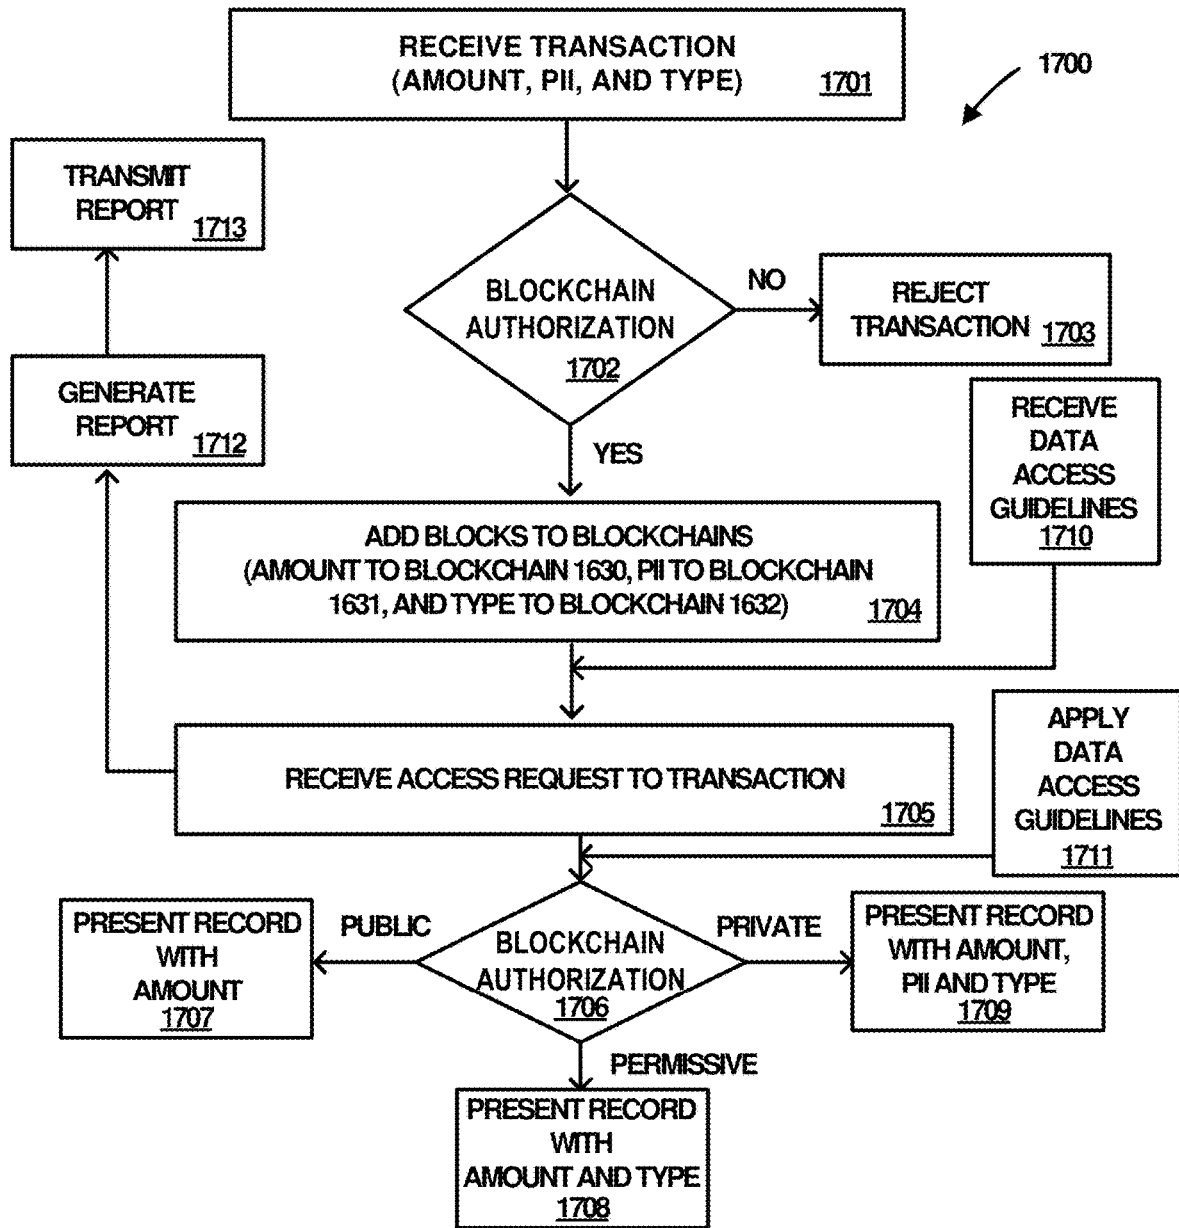 RECEIVE TRANSACTION
(AMOUNT, PII, AND TYPE)
1701
1700
TRANSMIT
REPORT
1713
BLOCKCHAIN
AUTHORIZATION
1702
NO
REJECT
TRANSACTION
1703
GENERATE
REPORT
1712
YES
RECEIVE
DATA
ACCESS
GUIDELINES
1710
ADD BLOCKS TO BLOCKCHAINS
(AMOUNT TO BLOCKCHAIN 1630, PII TO BLOCKCHAIN
1631, AND TYPE TO BLOCKCHAIN 1632)
1704
RECEIVE ACCESS REQUEST TO TRANSACTION
1705
APPLY
DATA
ACCESS
GUIDELINES
1711
PUBLIC
BLOCKCHAIN
AUTHORIZATION
1706
PRIVATE
PRESENT RECORD
WITH
AMOUNT
1707
PRESENT RECORD
WITH AMOUNT,
PII AND TYPE
1709
PERMISSIVE
PRESENT RECORD
WITH
AMOUNT AND TYPE
1708